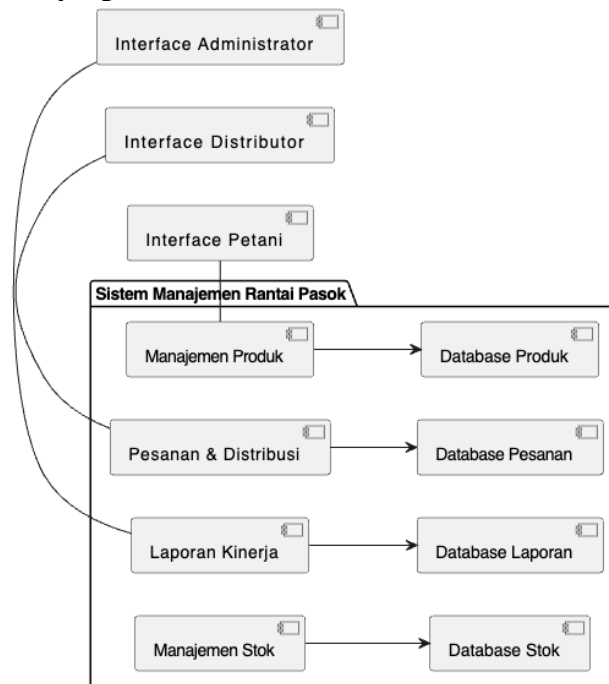 Interface Administrator
Interface Distributor
Interface Petani
Sistem Manajemen Rantai Pasok
Manajemen Produk
Database Produk
Pesanan & Distribusi
Database Pesanan
Laporan Kinerja
Database Laporan
Manajemen Stok
Database Stok